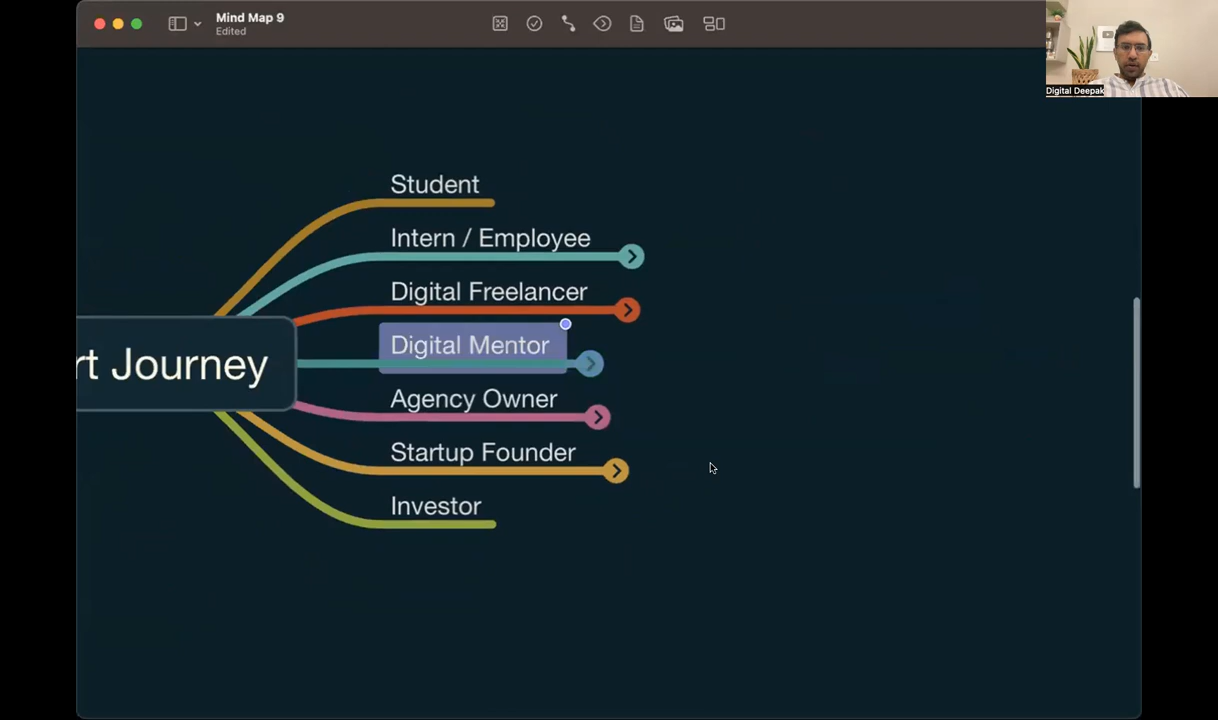 Mind Map 9
Edited
Digital Deepak
Student
Intern / Employee
Digital Freelancer
Digital Mentor
rt Journey
Agency Owner
Startup Founder
Investor